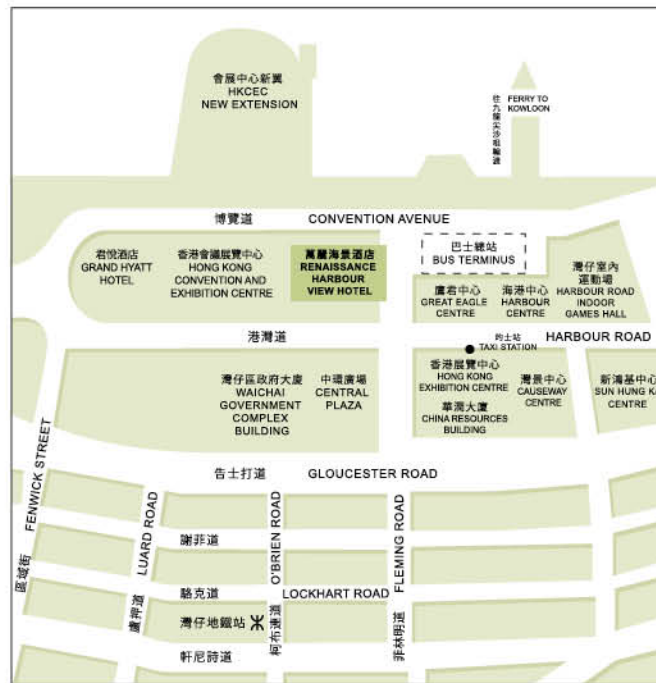 會展中心新翼
HKCEC
NEW EXTENSION
往九龍尖沙咀輪渡
FERRY TO
KOWLOON
博覽道 CONVENTION AVENUE
君悅酒店
GRAND HYATT
HOTEL
香港會議展覽中心
HONG KONG
CONVENTION AND
EXHIBITION CENTRE
萬麗海景酒店
RENAISSANCE
HARBOUR
VIEW HOTEL
巴士總站
BUS TERMINUS
鷹君中心
GREAT EAGLE
CENTRE
海港中心
HARBOUR
CENTRE
灣仔室內
運動場
HARBOUR ROAD
INDOOR
GAMES HALL
港灣道
HARBOUR ROAD
的士站
TAXI STATION
灣仔區政府大廈
WAICHAI
GOVERNMENT
COMPLEX
BUILDING
中環廣場
CENTRAL
PLAZA
香港展覽中心
HONG KONG
EXHIBITION CENTRE
華潤大廈
CHINA RESOURCES
BUILDING
灣景中心
CAUSEWAY
CENTRE
新鴻基中心
SUN HUNG KA
CENTRE
告士打道 GLOUCESTER ROAD
FENWICK STREET
區域街
LUARD ROAD
盧押道
O'BRIEN ROAD
柯布連道
FLEMING ROAD
菲林明道
謝菲道
駱克道 LOCKHART ROAD
灣仔地鐵站
軒尼詩道